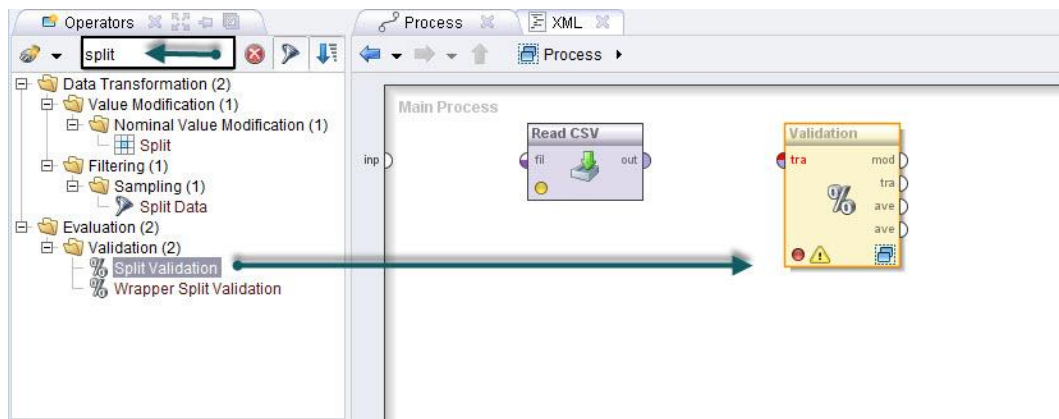 Operators
split
Data Transformation (2)
Value Modification (1)
Nominal Value Modification (1)
Split
Filtering (1)
Sampling (1)
Split Data
Evaluation (2)
Validation (2)
Split Validation
Wrapper Split Validation
Process
XML
Process
Main Process
inp
Read CSV
fil
out
Validation
tra
mod
tra
ave
ave